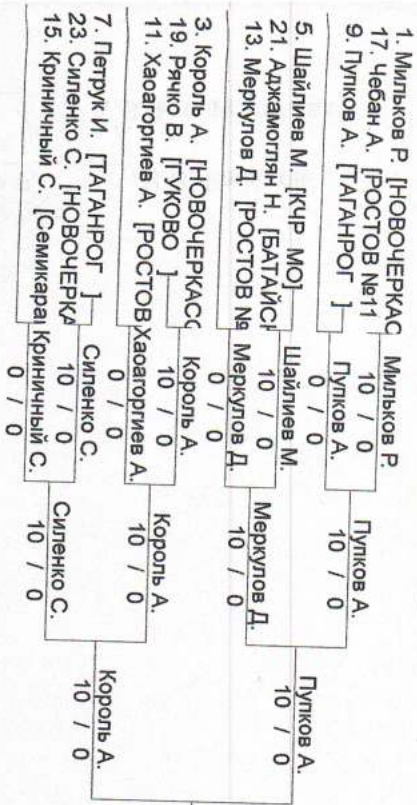 1. Мильков Р. [НОВОЧЕРКАС
17. Чебан А. [РОСТОВ №11
9. Пупков А. [ТАГАНРОГ ]
5. Шайлиев М. [КЧР МО]
21. Аджамоглян Н. [БАТАЙСК
13. Меркулов Д. [РОСТОВ №
3. Король А. [НОВОЧЕРКАСС
19. Рячко В. [ГУКОВО ]
11. Хаоагоргиев А. [РОСТОВ
7. Петрук И. [ТАГАНРОГ ]
23. Силенко С. [НОВОЧЕРКА
15. Криничный С. [Семикара
Мильков Р.
10 / 0
Пупков А.
0 / 0
Шайлиев М.
10 / 0
Меркулов Д.
0 / 0
Король А.
10 / 0
Хаоагоргиев А.
0 / 0
Силенко С.
10 / 0
Криничный С.
0 / 0
Пупков А.
10 / 0
Меркулов Д.
10 / 0
Король А.
10 / 0
Силенко С.
10 / 0
Пупков А.
10 / 0
Король А.
10 / 0